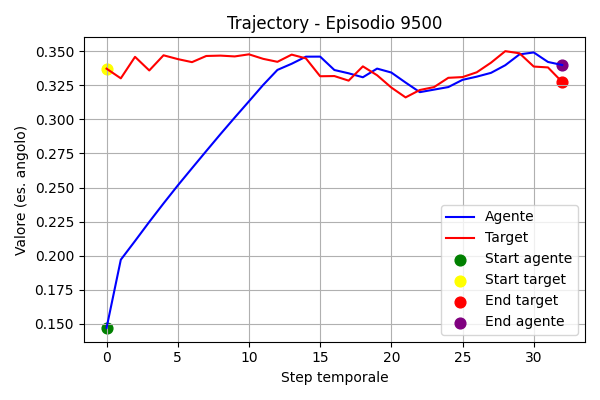 Trajectory - Episodio 9500
Valore (es. angolo)
0.350
0.325
0.300
0.275
0.250
0.225
0.200
0.175
0.150
0 5 10 15 20 25 30
Step temporale
Agente
Target
Start agente
Start target
End target
End agente